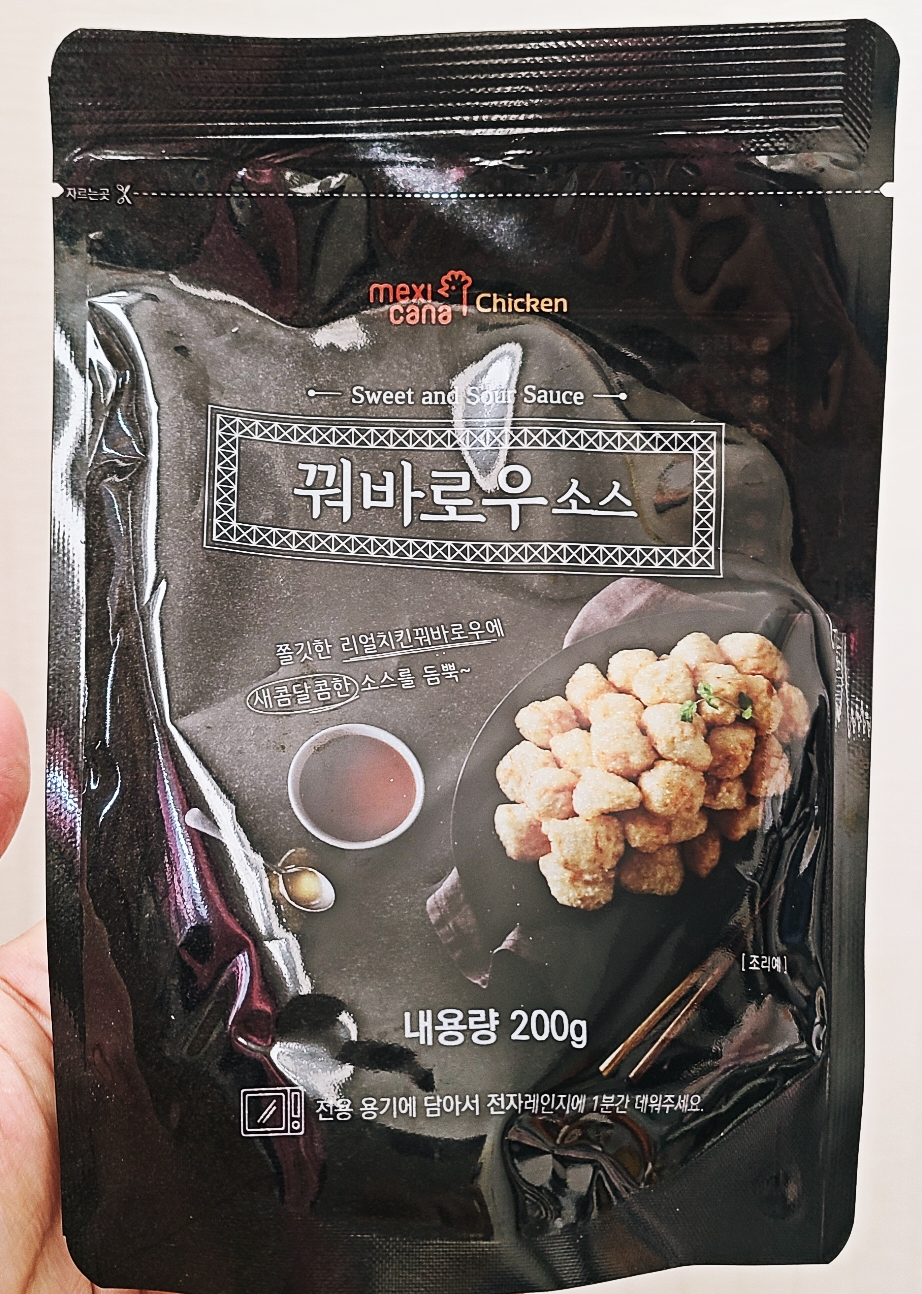 자르는곳
mexi
cana Chicken
Sweet and Sour Sauce
꿔바로우 소스
쫄깃한 리얼치킨꿔바로우에
새콤달콤한 소스를 듬뿍~
[ 조리예 ]
내용량 200g
전용 용기에 담아서 전자레인지에 1분간 데워주세요.